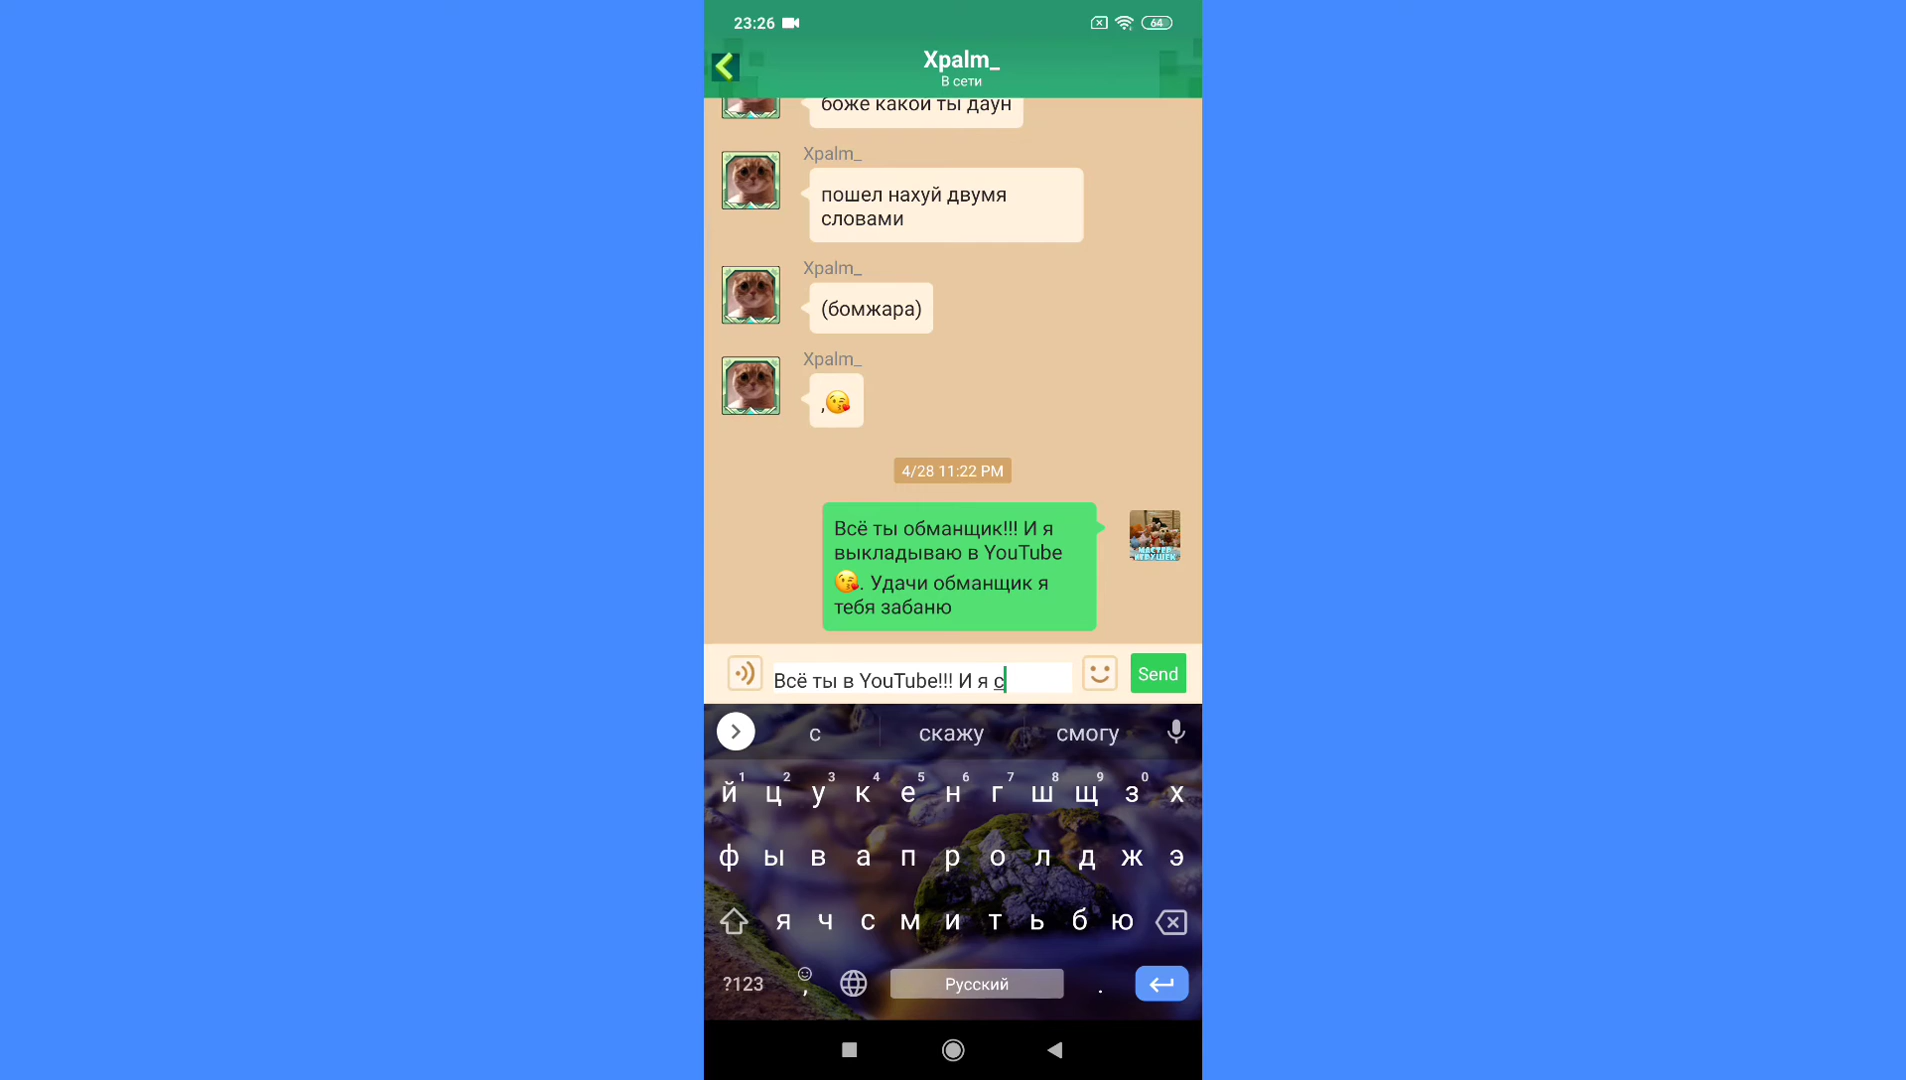 23:26
64
Xpalm_
В сети
боже какой ты даун
Xpalm_
пошел нахуй двумя
словами
Xpalm_
(бомжара)
Xpalm_
,😘
4/28 11:22 PM
Всё ты обманщик!!! И я
выкладываю в YouTube
😘. Удачи обманщик я
тебя забаню
МАСТЕР
ИГРУШЕК
Всё ты в YouTube!!! И я с
Send
с скажу смогу
1 2 3 4 5 6 7 8 9 0
й ц у к е н г ш щ з х
ф ы в а п р о л д ж э
я ч с м и т ь б ю
?123 , Русский .